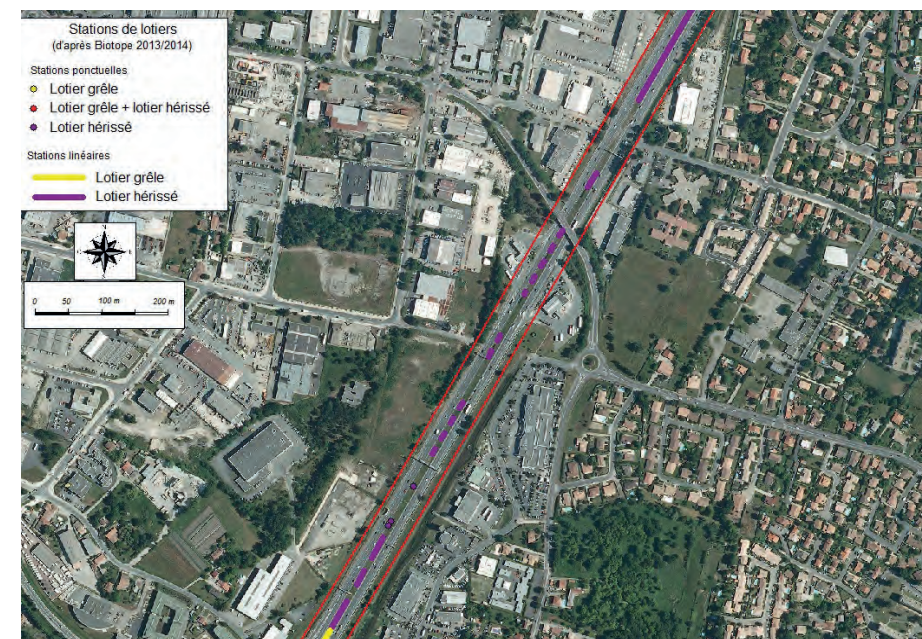 Stations de lotiers
(d'après Biotope 2013/2014)
Stations ponctuelles
Lotier grêle
Lotier grêle + lotier hérissé
Lotier hérissé
Stations linéaires
Lotier grêle
Lotier hérissé
0 50 100 m 200 m